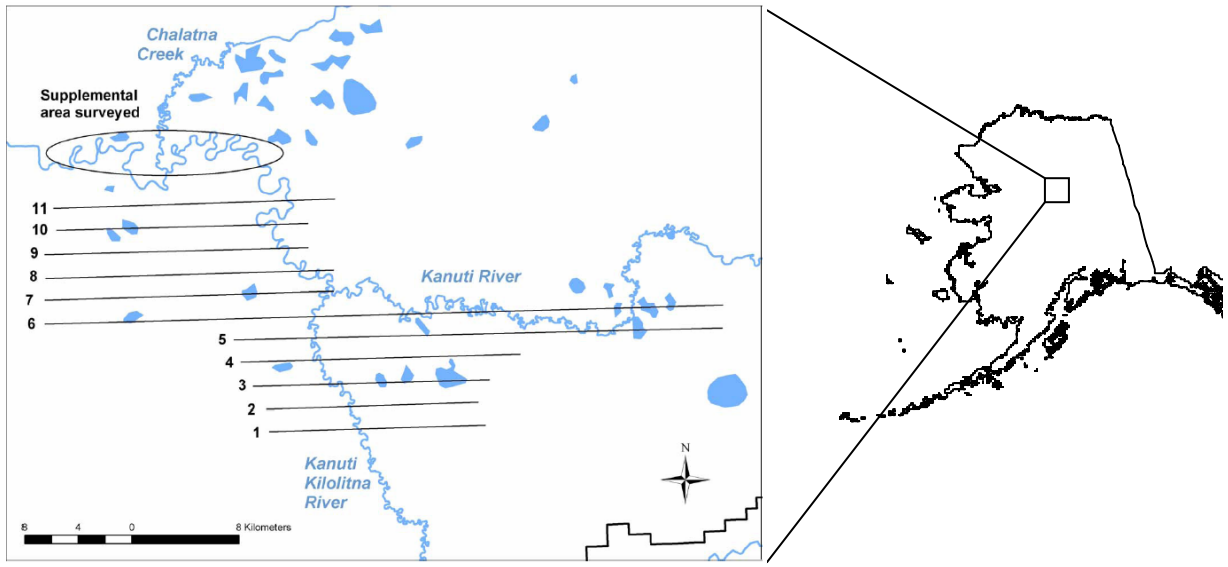 Chalatna
Creek
Supplemental
area surveyed
11
10
9
8
7
6
Kanuti River
5
4
3
2
1
Kanuti
Kilolitna
River
N
8 4 0 8 Kilometers